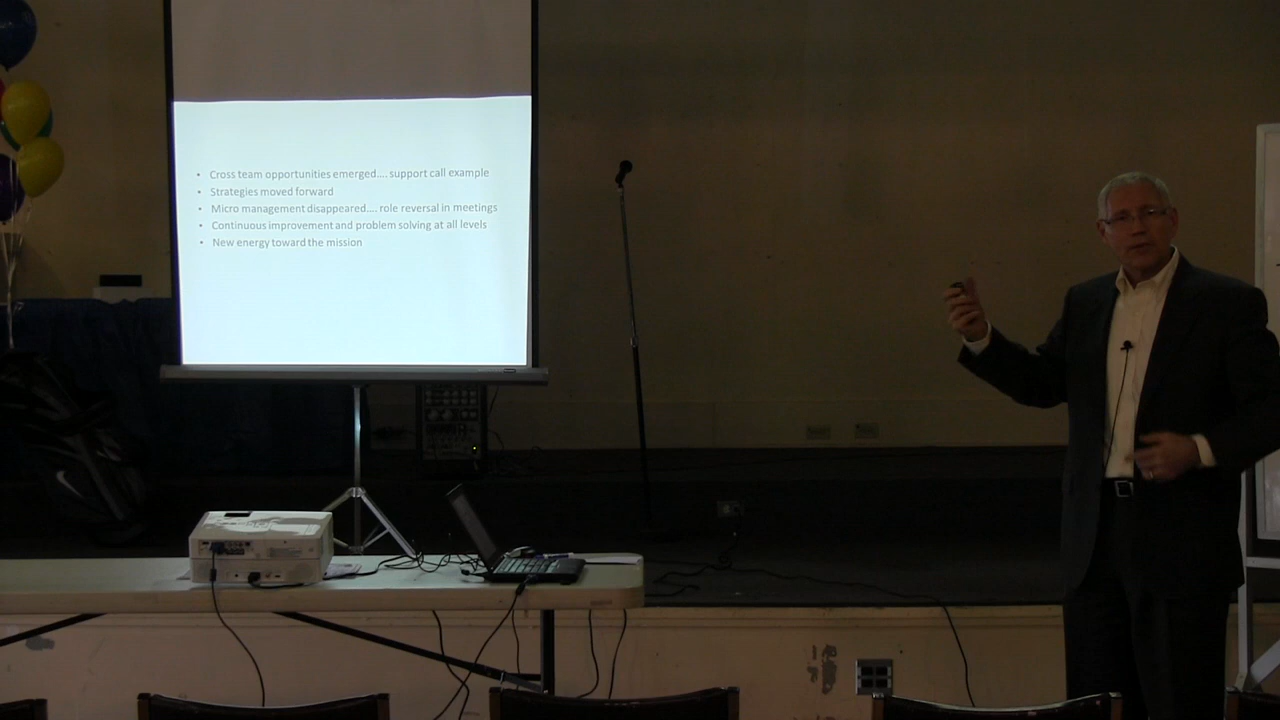 • Cross team opportunities emerged.... support call example
• Strategies moved forward
• Micro management disappeared.... role reversal in meetings
• Continuous improvement and problem solving at all levels
• New energy toward the mission